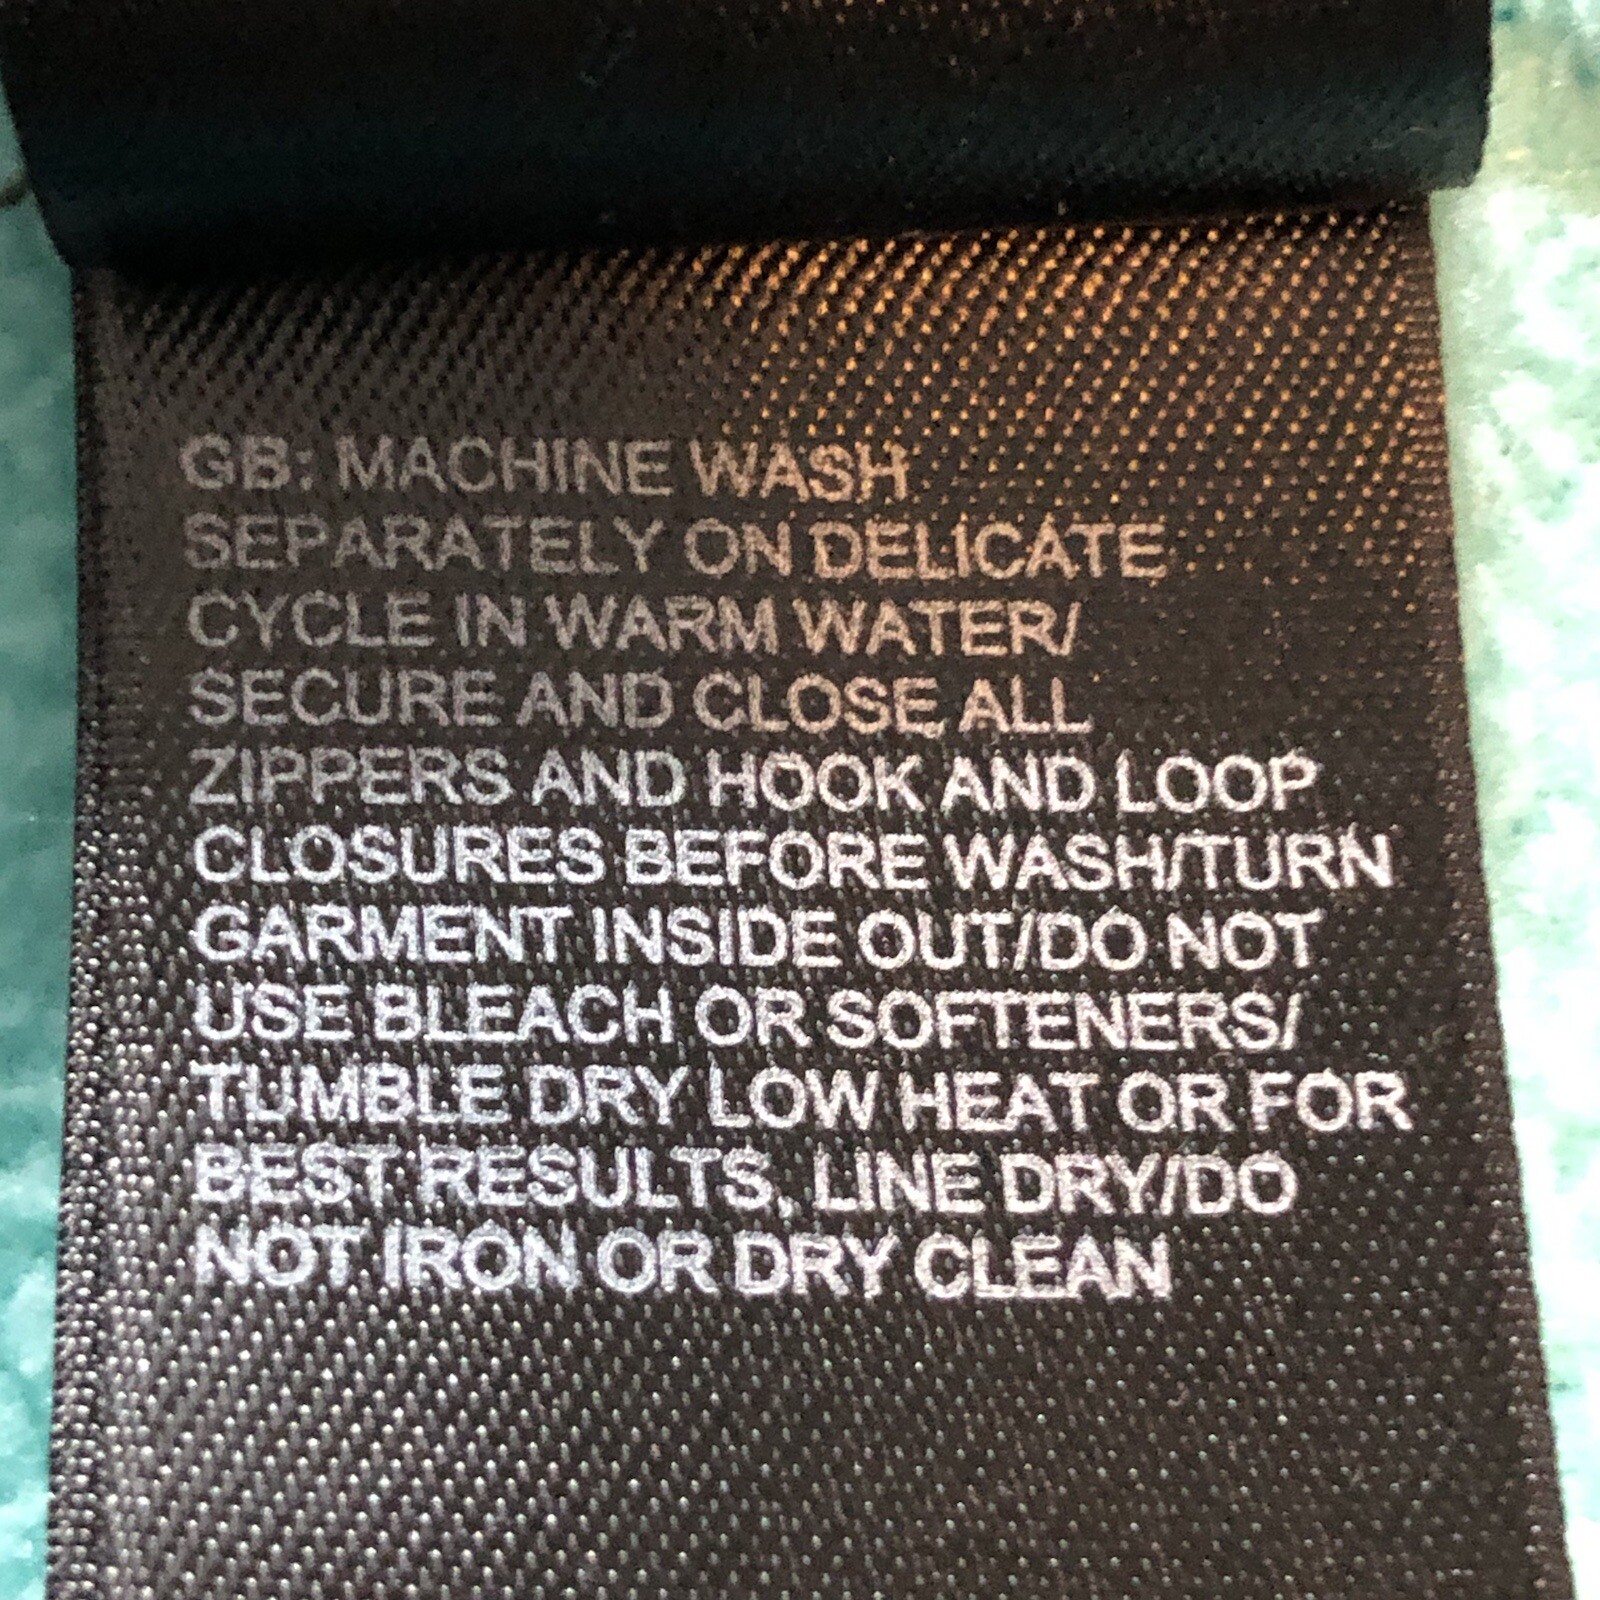 GB: MACHINE WASH
SEPARATELY ON DELICATE
CYCLE IN WARM WATER/
SECURE AND CLOSE ALL
ZIPPERS AND HOOK AND LOOP
CLOSURES BEFORE WASH/TURN
GARMENT INSIDE OUT/DO NOT
USE BLEACH OR SOFTENERS/
TUMBLE DRY LOW HEAT OR FOR
BEST RESULTS, LINE DRY/DO
NOT IRON OR DRY CLEAN